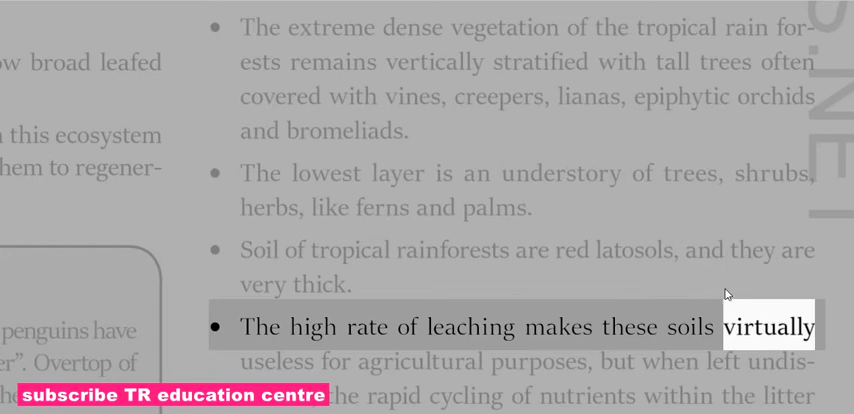 ow broad leafed
n this ecosystem
hem to regener-
penguins have
er”. Overtop of
he
• The extreme dense vegetation of the tropical rain for-
ests remains vertically stratified with tall trees often
covered with vines, creepers, lianas, epiphytic orchids
and bromeliads.
• The lowest layer is an understory of trees, shrubs,
herbs, like ferns and palms.
• Soil of tropical rainforests are red latosols, and they are
very thick.
• The high rate of leaching makes these soils virtually
useless for agricultural purposes, but when left undis-
the rapid cycling of nutrients within the litter
subscribe TR education centre
S.NET